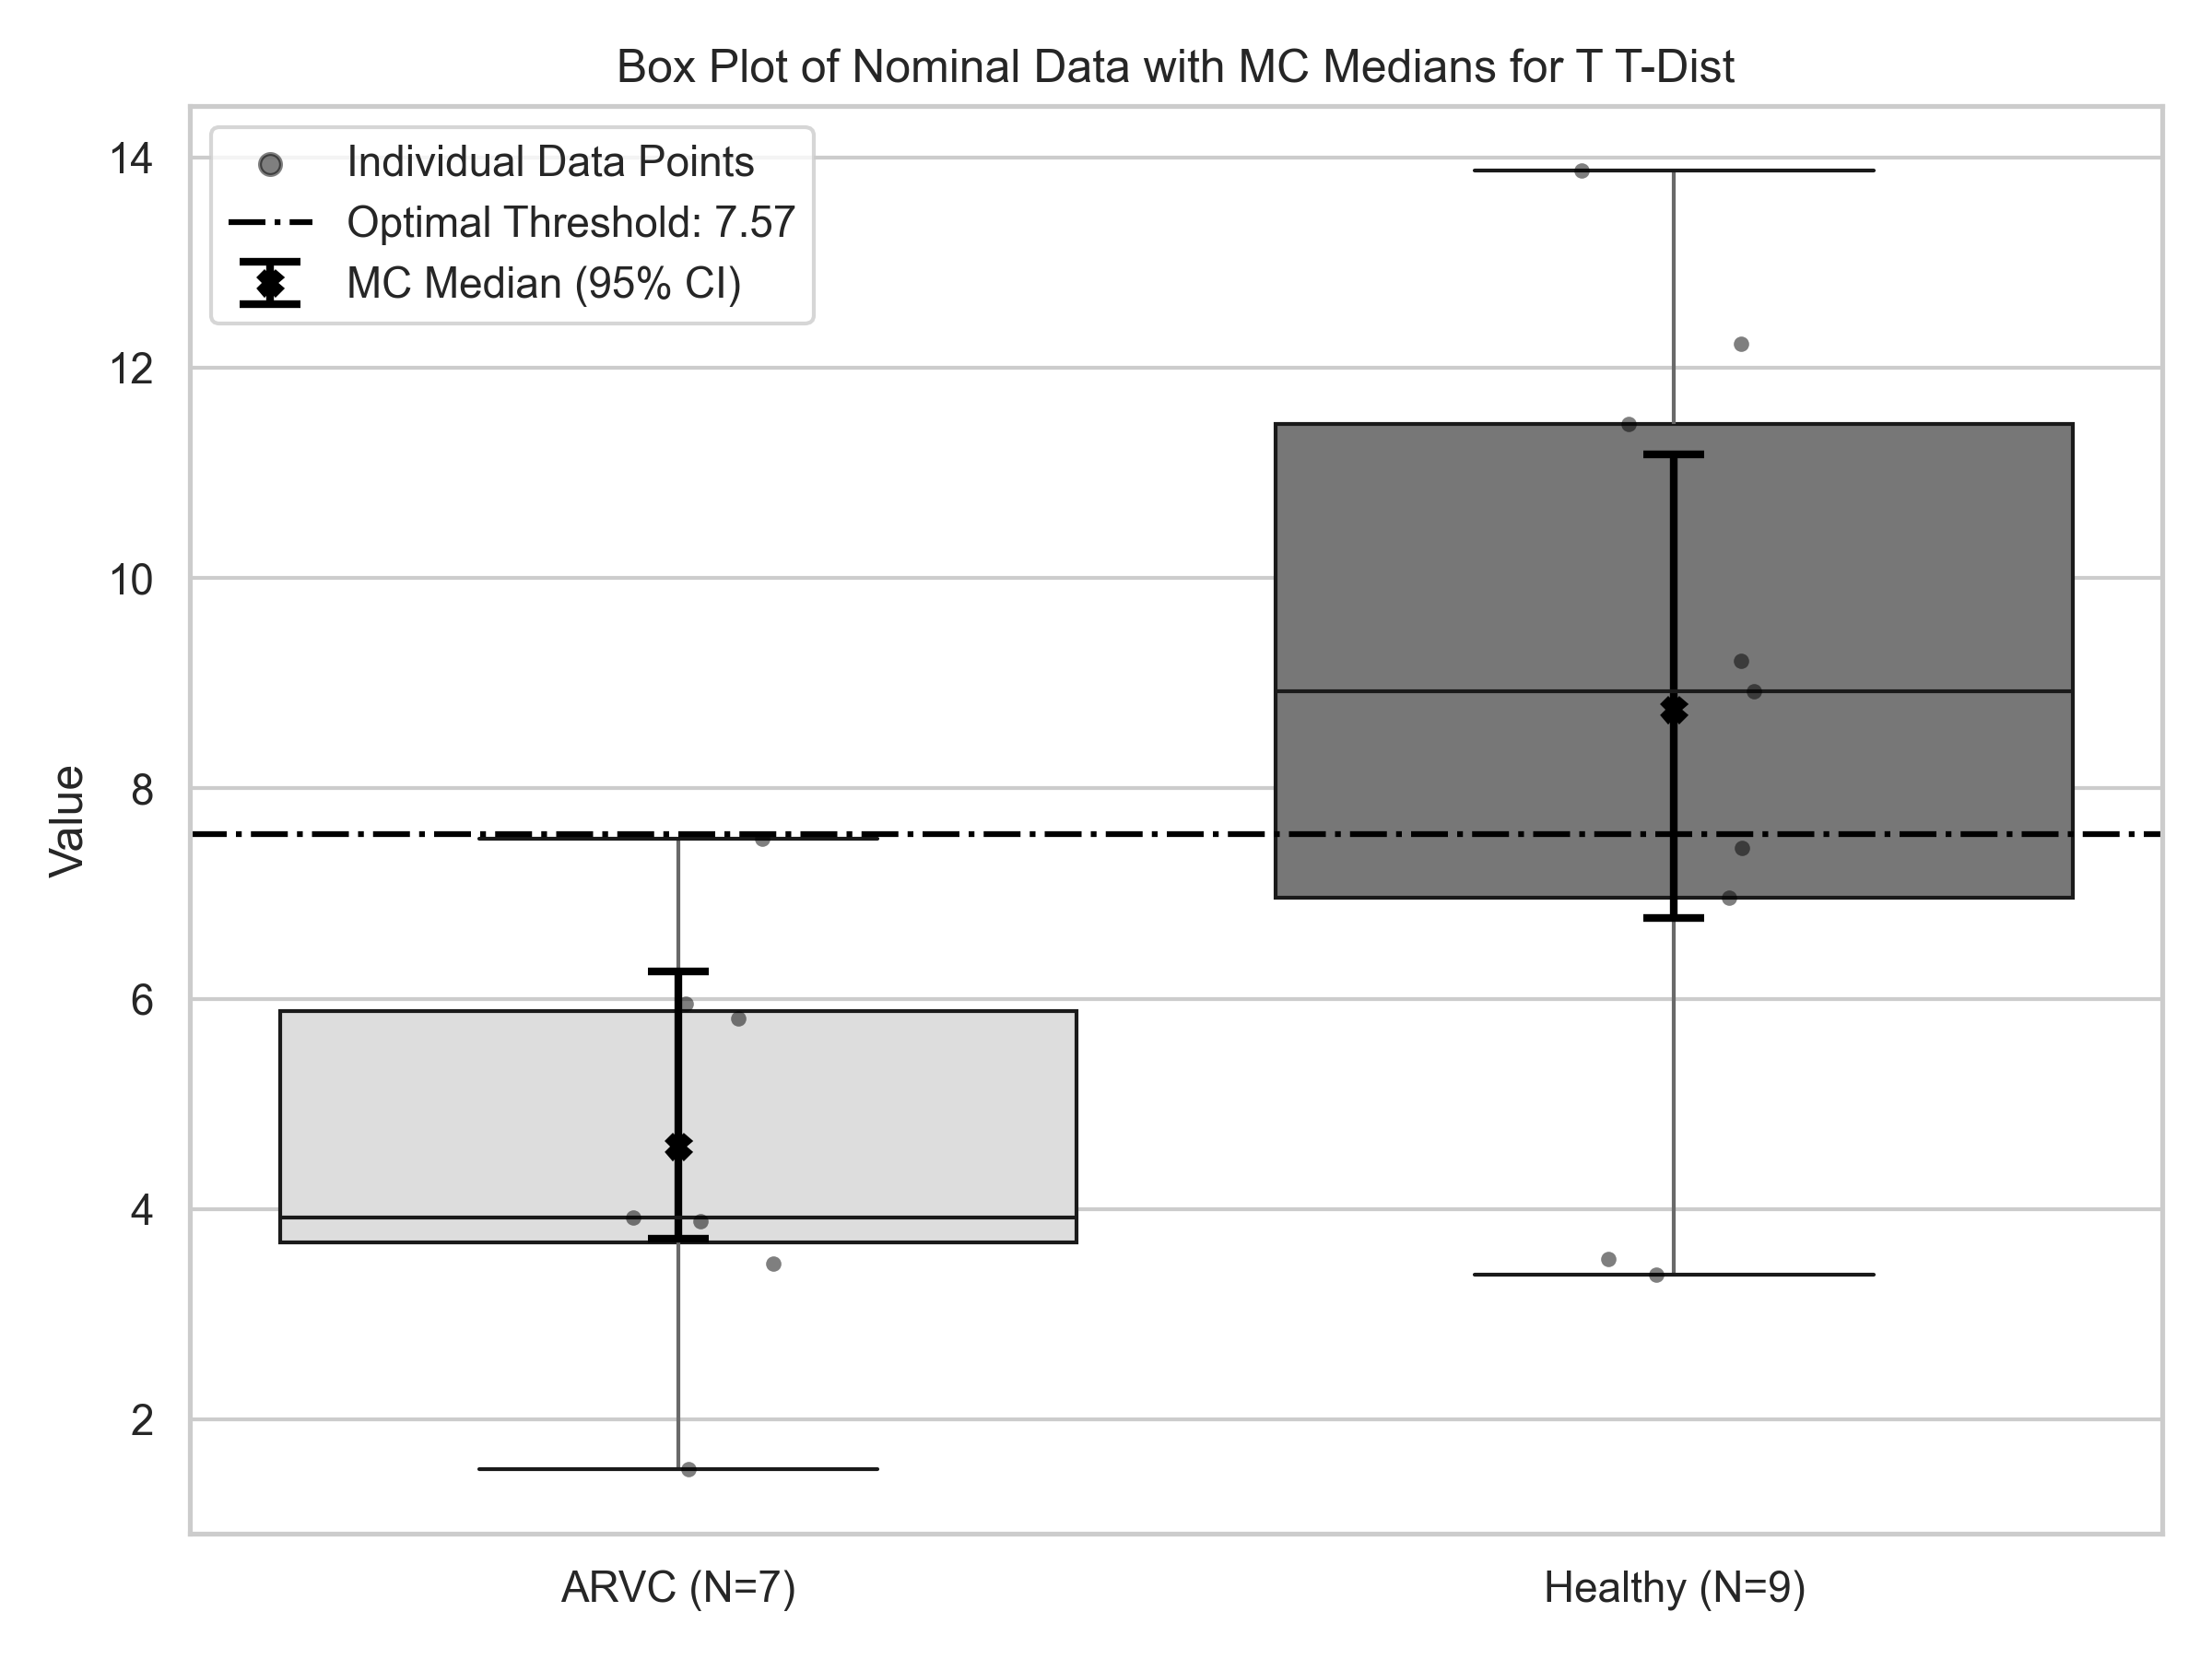 Box Plot of Nominal Data with MC Medians for T T-Dist
Individual Data Points
Optimal Threshold: 7.57
MC Median (95% CI)
14
12
10
8
6
4
2
Value
ARVC (N=7)
Healthy (N=9)